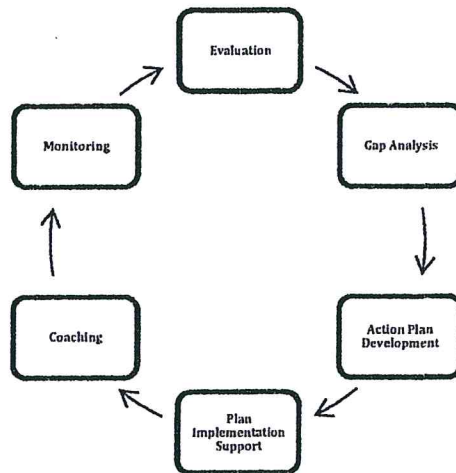 Evaluation
Gap Analysis
Action Plan
Development
Plan
Implementation
Support
Coaching
Monitoring